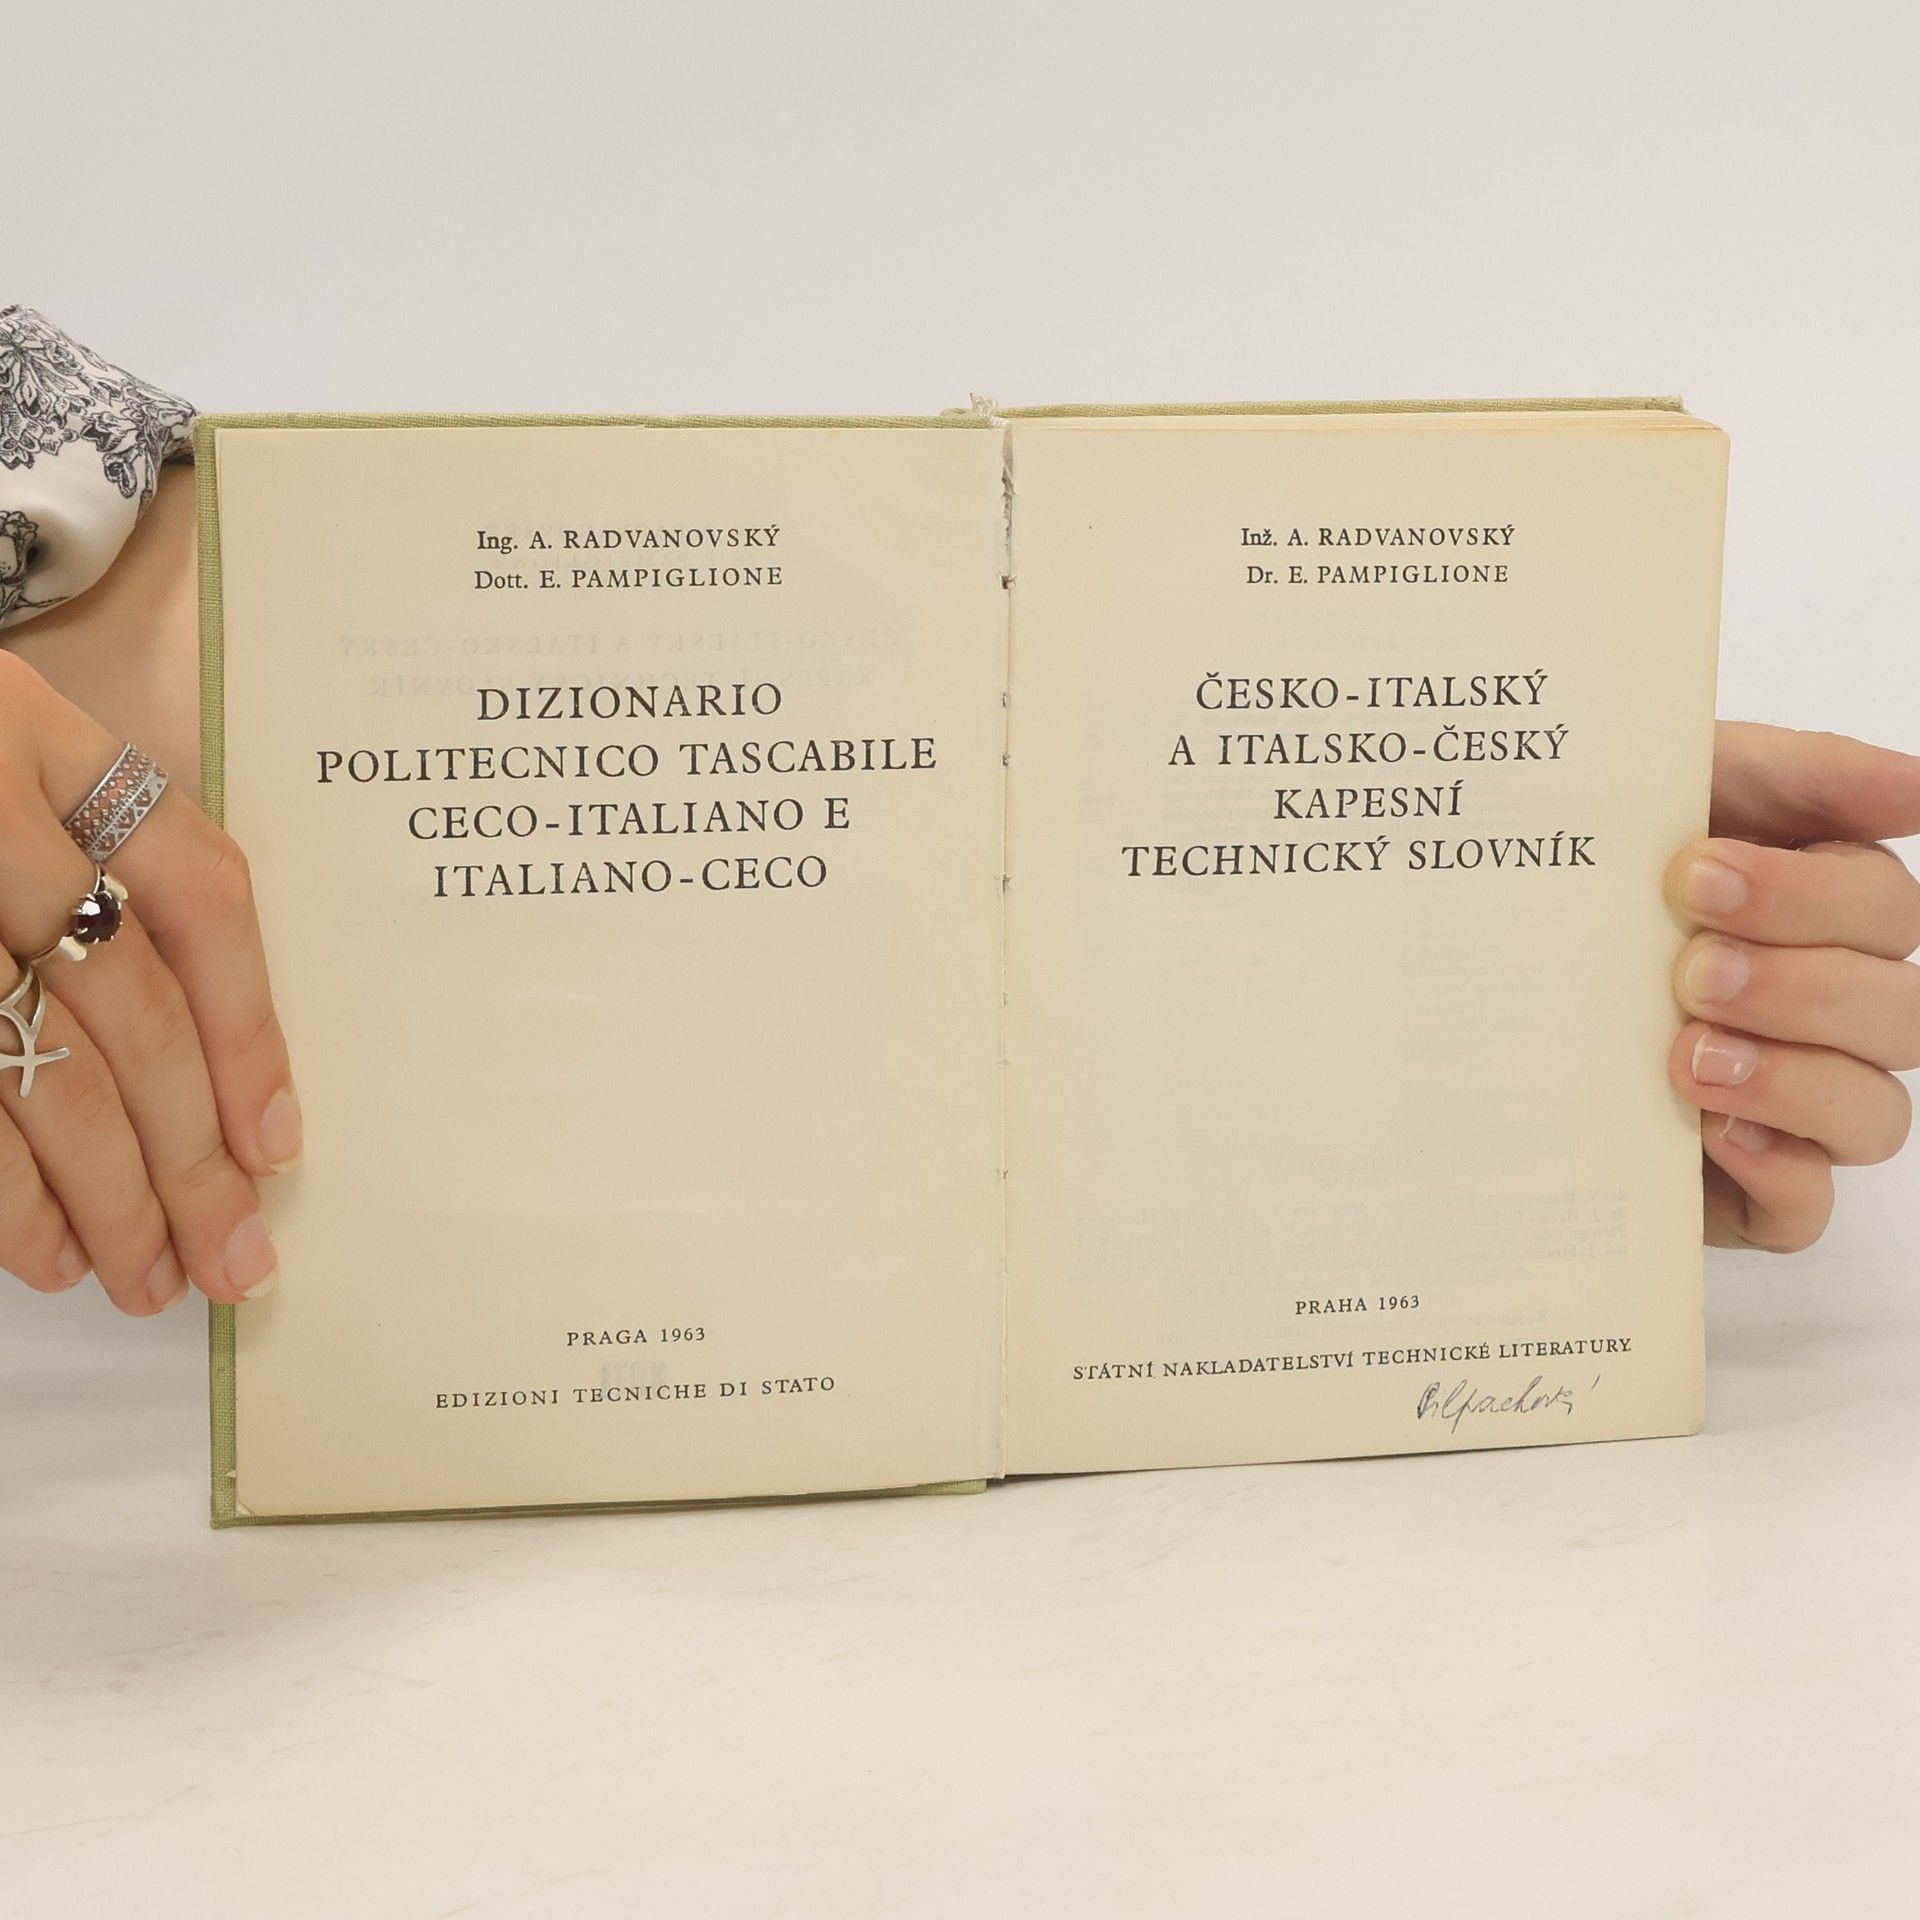 Ing. A. RADVANOVSKÝ
Dott. E. PAMPIGLIONE
DIZIONARIO
POLITECNICO TASCABILE
CECO-ITALIANO E
ITALIANO-CECO
PRAGA 1963
EDIZIONI TECNICHE DI STATO
Inž. A. RADVANOVSKÝ
Dr. E. PAMPIGLIONE
ČESKO-ITALSKÝ
A ITALSKO-ČESKÝ
KAPESNÍ
TECHNICKÝ SLOVNÍK
PRAHA 1963
STÁTNÍ NAKLADATELSTVÍ TECHNICKÉ LITERATURY